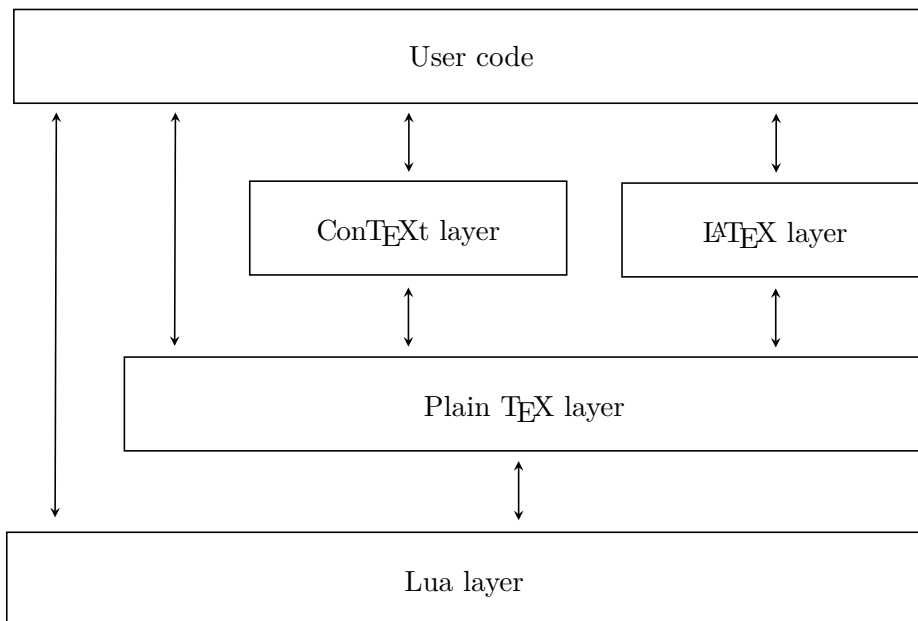 User code
ConTEXt layer
LATEX layer
Plain TEX layer
Lua layer